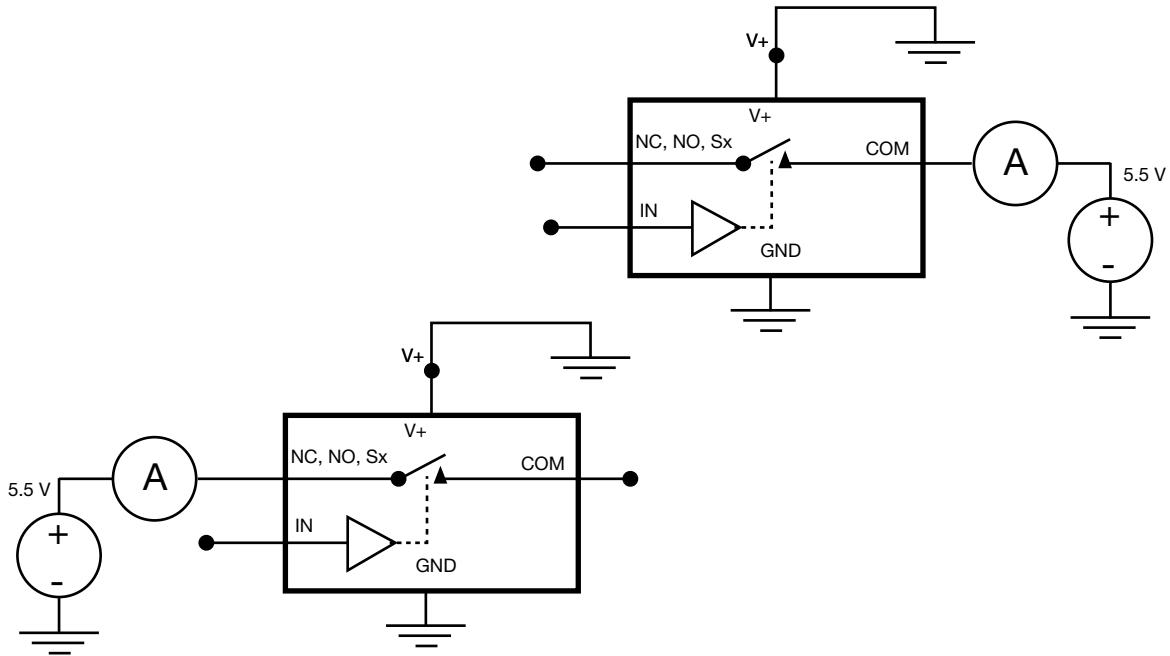 V+
V+
NC, NO, Sx
COM
A
5.5 V
+
-
IN
GND
V+
V+
5.5 V
A
NC, NO, Sx
COM
+
-
IN
GND